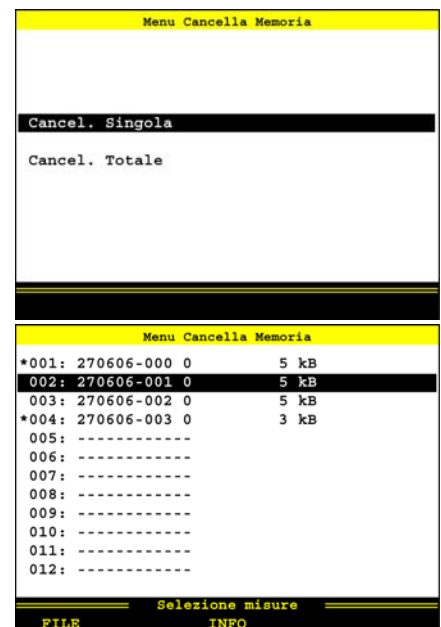 Menu Cancella Memoria
Cancel. Singola
Cancel. Totale
Menu Cancella Memoria
*001: 270606-000 0 5 kB
002: 270606-001 0 5 kB
003: 270606-002 0 5 kB
*004: 270606-003 0 3 kB
005: ------------
006: ------------
007: ------------
008: ------------
009: ------------
010: ------------
011: ------------
012: ------------
Selezione misure
FILE INFO